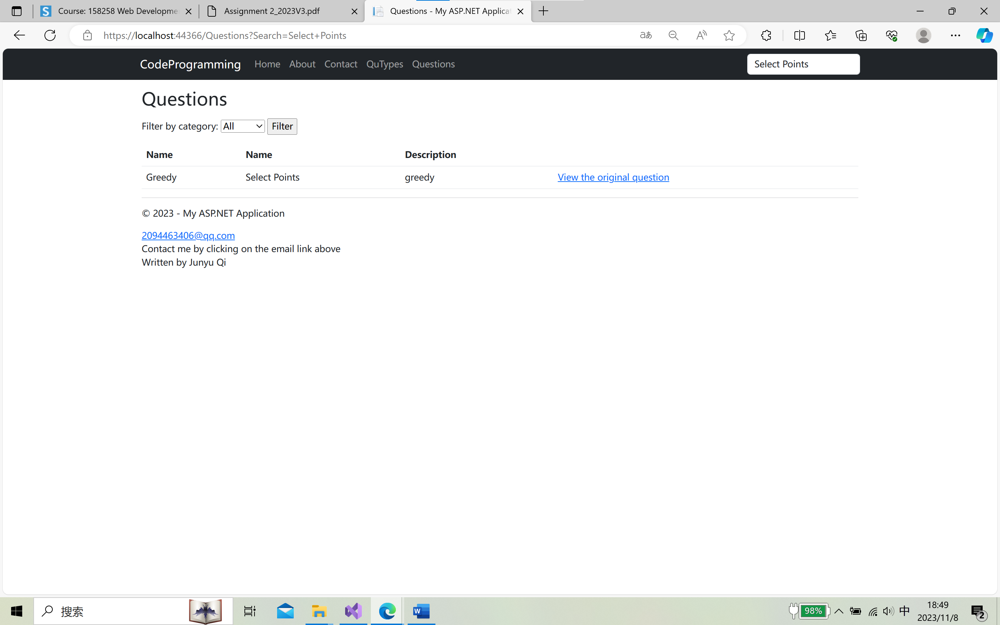 Course: 158258 Web Developme
Assignment 2_2023V3.pdf
Questions - My ASP.NET Applicat
https://localhost:44366/Questions?Search=Select+Points
CodeProgramming Home About Contact QuTypes Questions
Select Points
Questions
Filter by category: All Filter
Name Name Description
Greedy Select Points greedy View the original question
© 2023 - My ASP.NET Application
2094463406@qq.com
Contact me by clicking on the email link above
Written by Junyu Qi
搜索
98%
中
18:49
2023/11/8
2